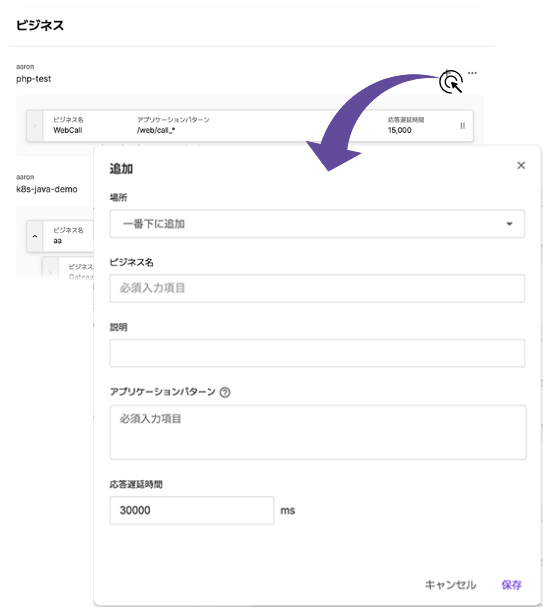 ビジネス
aaron
php-test
ビジネス名 アプリケーションパターン 応答遅延時間
WebCall /web/call_* 15,000
aaron
k8s-java-demo
ビジネス名
aa
ビジネス
追加
場所
一番下に追加
ビジネス名
必須入力項目
説明
アプリケーションパターン
必須入力項目
応答遅延時間
30000 ms
キャンセル 保存